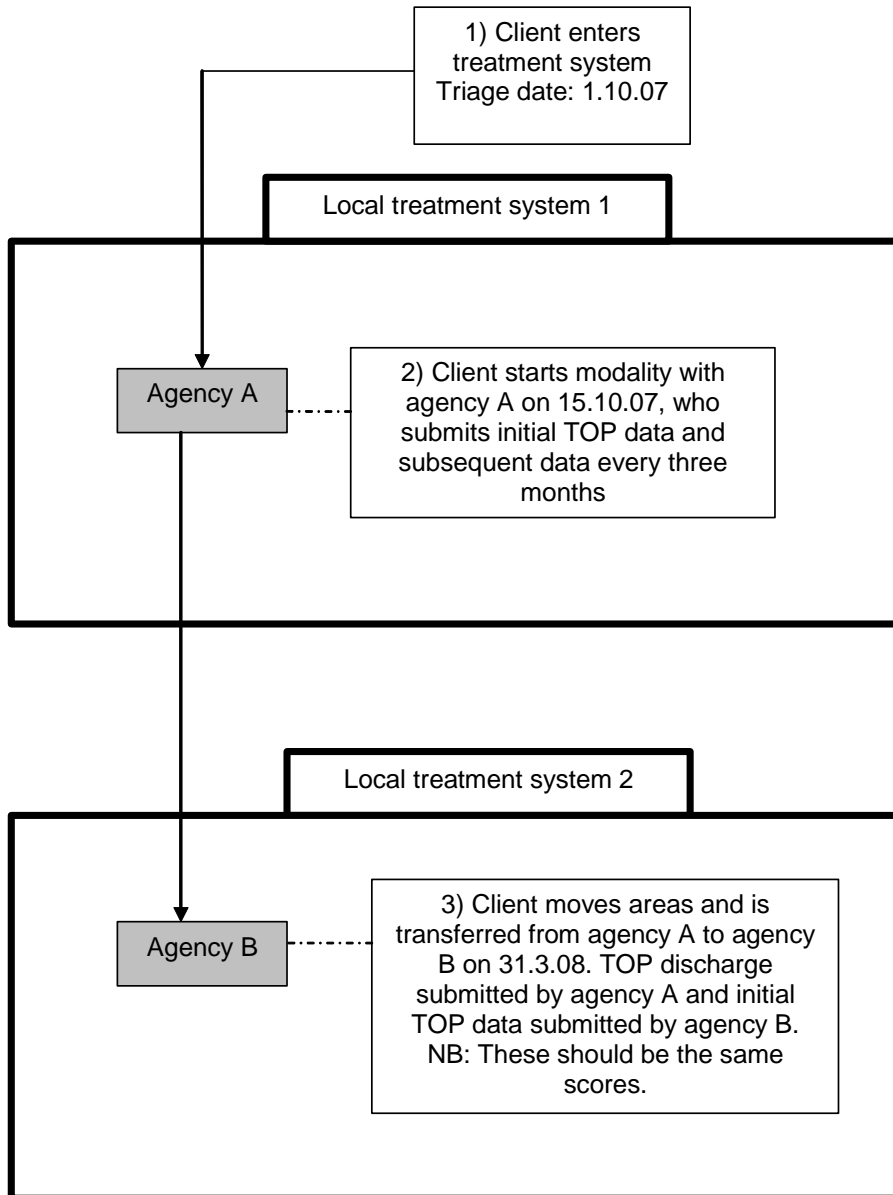 1) Client enters
treatment system
Triage date: 1.10.07
Local treatment system 1
Agency A
2) Client starts modality with
agency A on 15.10.07, who
submits initial TOP data and
subsequent data every three
months
Local treatment system 2
Agency B
3) Client moves areas and is
transferred from agency A to agency
B on 31.3.08. TOP discharge
submitted by agency A and initial
TOP data submitted by agency B.
NB: These should be the same
scores.